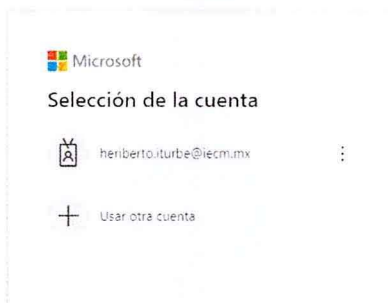 Microsoft
Selección de la cuenta
heriberto.iturbe@iecm.mx
Usar otra cuenta